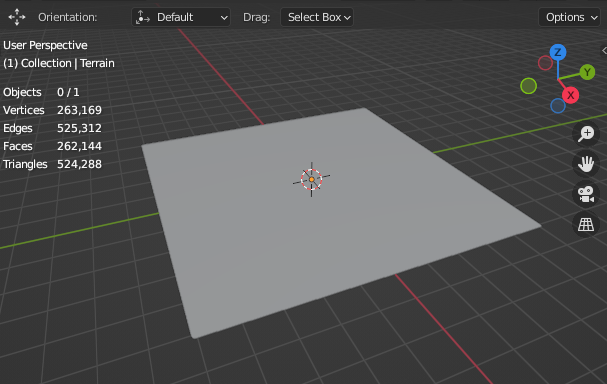 Orientation: Default Drag: Select Box Options
User Perspective
(1) Collection | Terrain
Objects 0 / 1
Vertices 263,169
Edges 525,312
Faces 262,144
Triangles 524,288
Z
Y
X